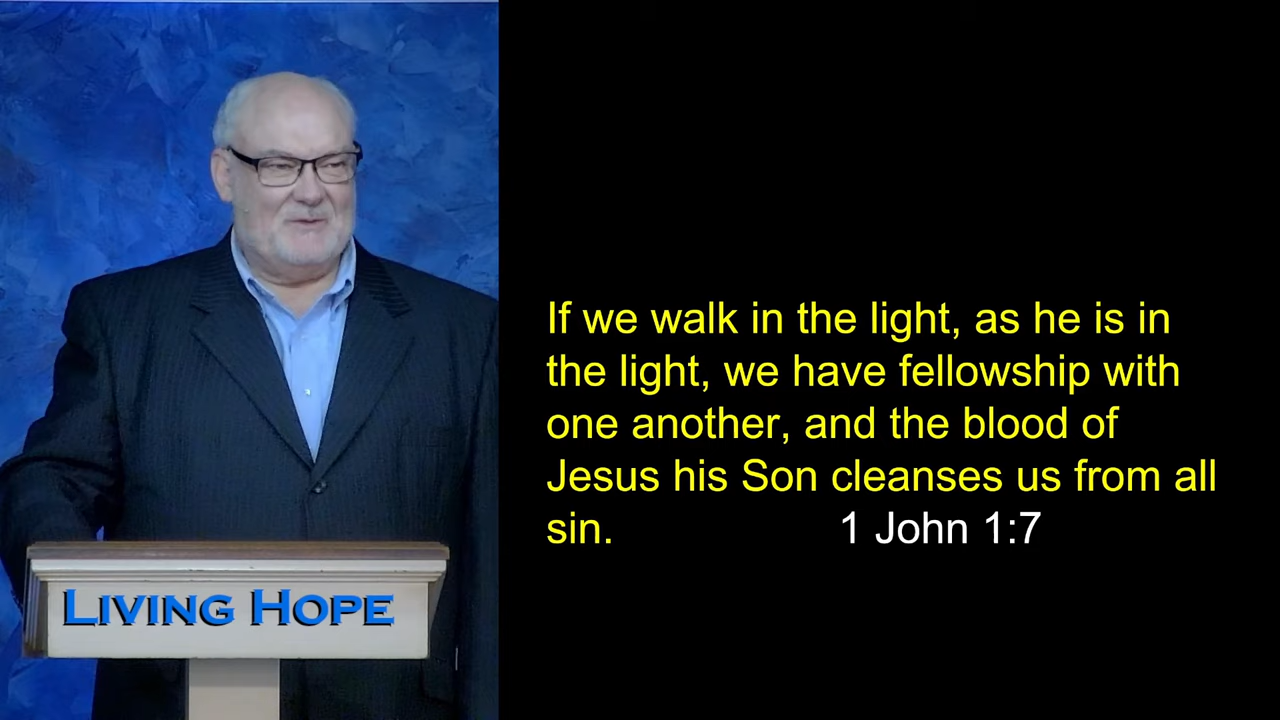 If we walk in the light, as he is in
the light, we have fellowship with
one another, and the blood of
Jesus his Son cleanses us from all
sin. 1 John 1:7
LIVING HOPE